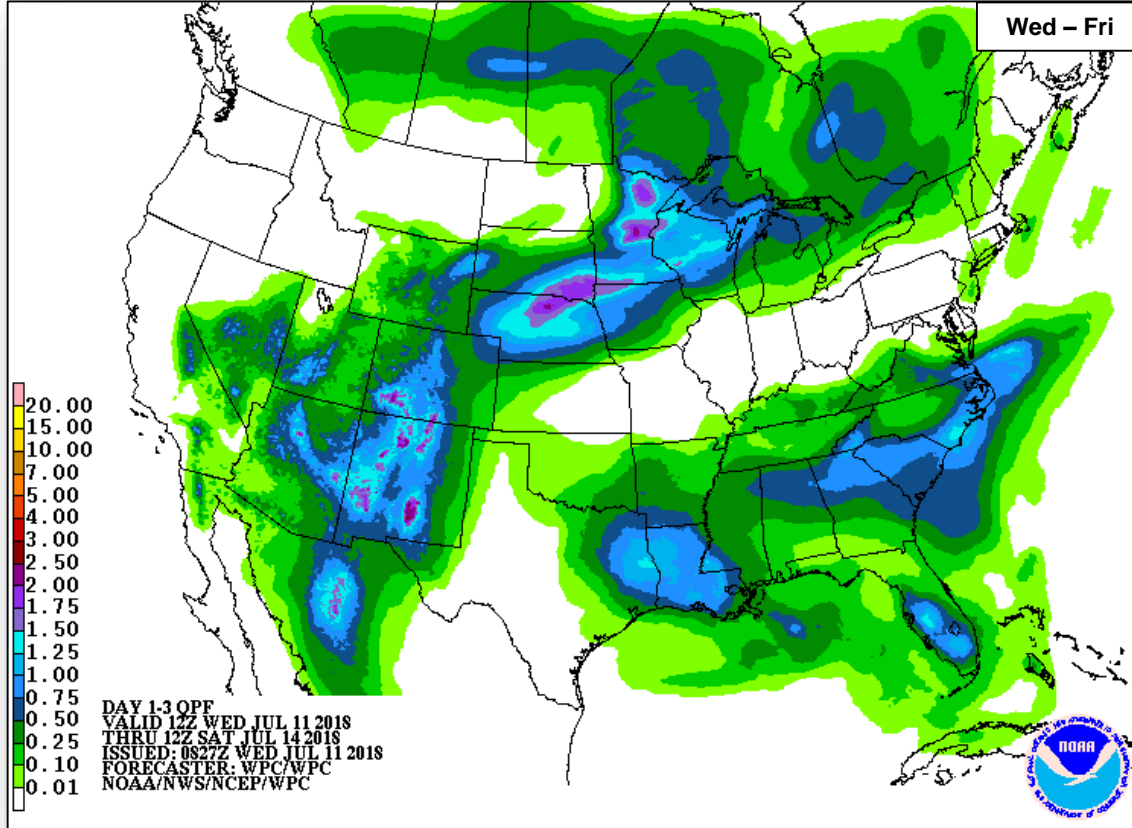 Wed – Fri
20.00
15.00
10.00
7.00
5.00
4.00
3.00
2.50
2.00
1.75
1.50
1.25
1.00
0.75
0.50
0.25
0.10
0.01
DAY 1-3 QPF
VALID 12Z WED JUL 11 2018
THRU 12Z SAT JUL 14 2018
ISSUED: 0827Z WED JUL 11 2018
FORECASTER: WPC/WPC
NOAA/NWS/NCEP/WPC
NOAA